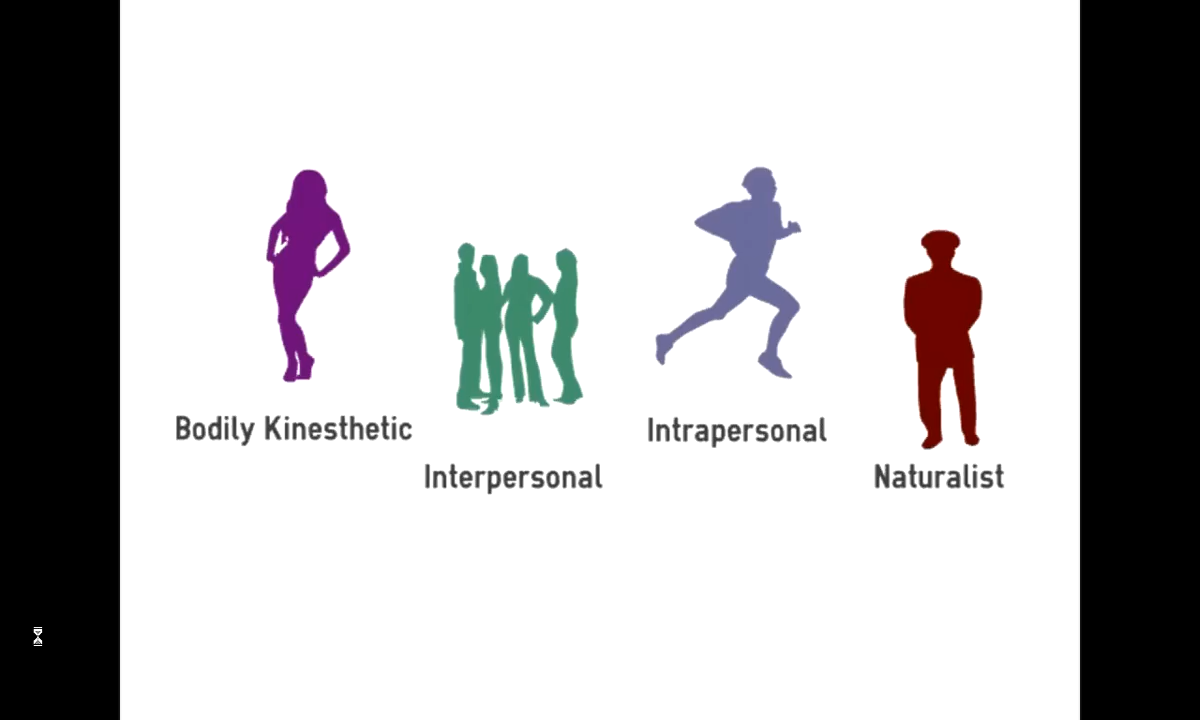 Bodily Kinesthetic
Interpersonal
Intrapersonal
Naturalist